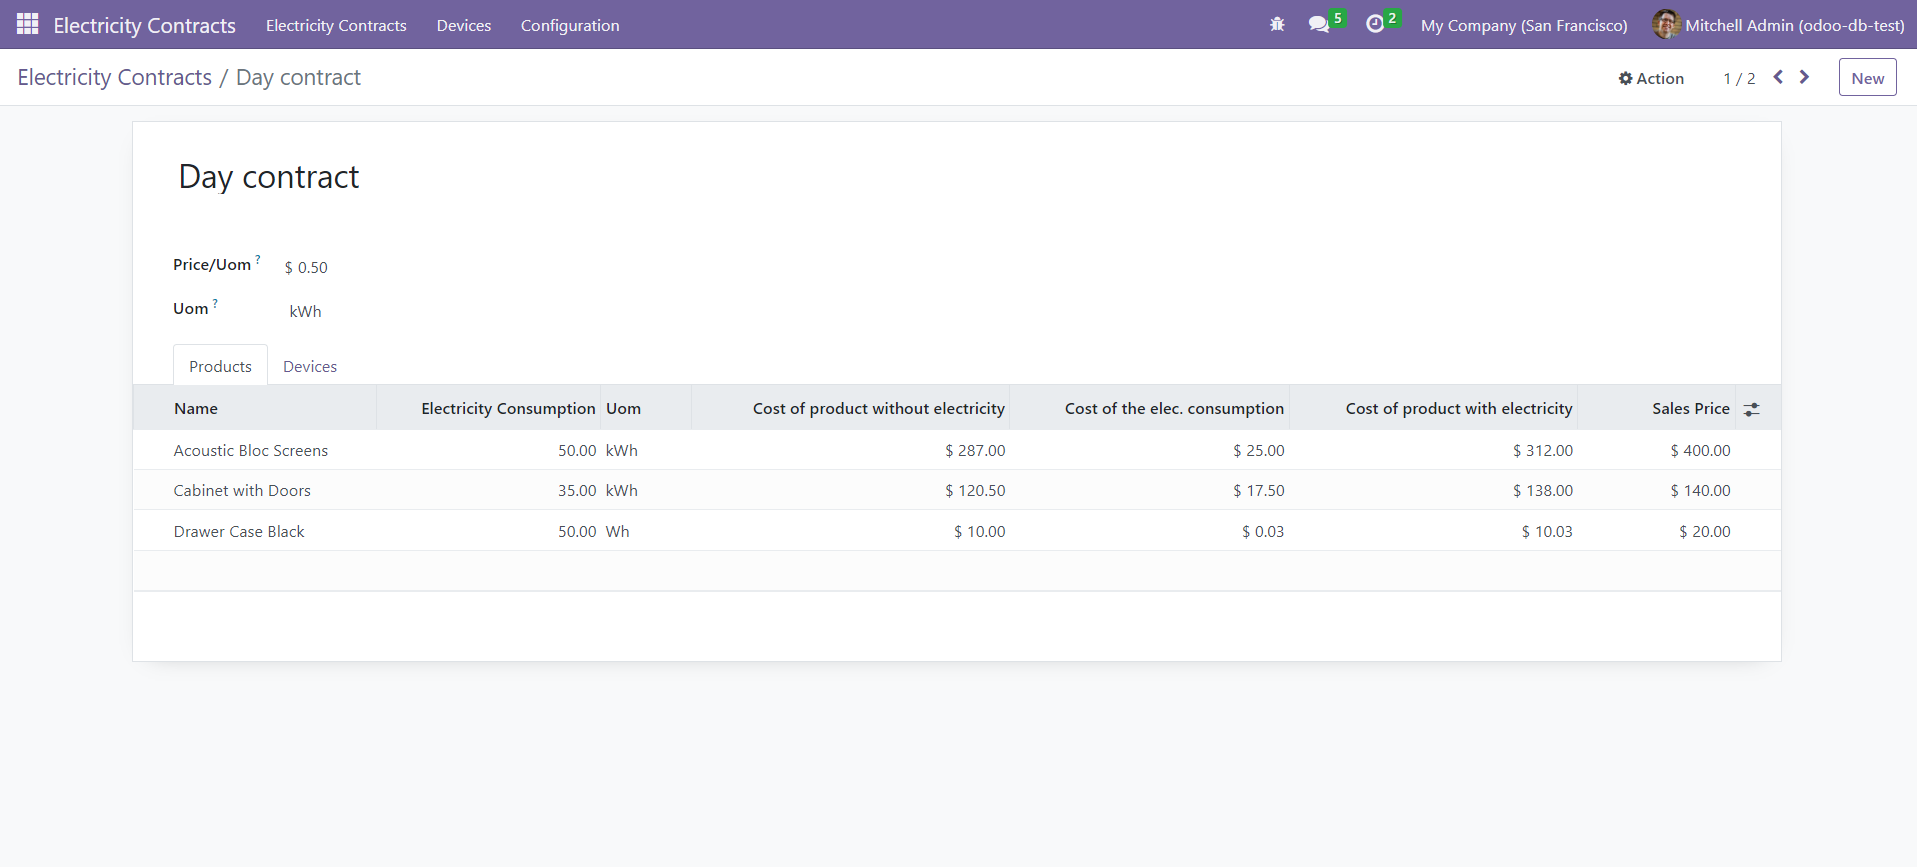 Electricity Contracts Electricity Contracts Devices Configuration 5 2 My Company (San Francisco) Mitchell Admin (odoo-db-test)
Electricity Contracts / Day contract Action 1 / 2 New
Day contract
Price/Uom ? $ 0.50
Uom ? kWh
Products Devices
Name Electricity Consumption Uom Cost of product without electricity Cost of the elec. consumption Cost of product with electricity Sales Price
Acoustic Bloc Screens 50.00 kWh $ 287.00 $ 25.00 $ 312.00 $ 400.00
Cabinet with Doors 35.00 kWh $ 120.50 $ 17.50 $ 138.00 $ 140.00
Drawer Case Black 50.00 Wh $ 10.00 $ 0.03 $ 10.03 $ 20.00